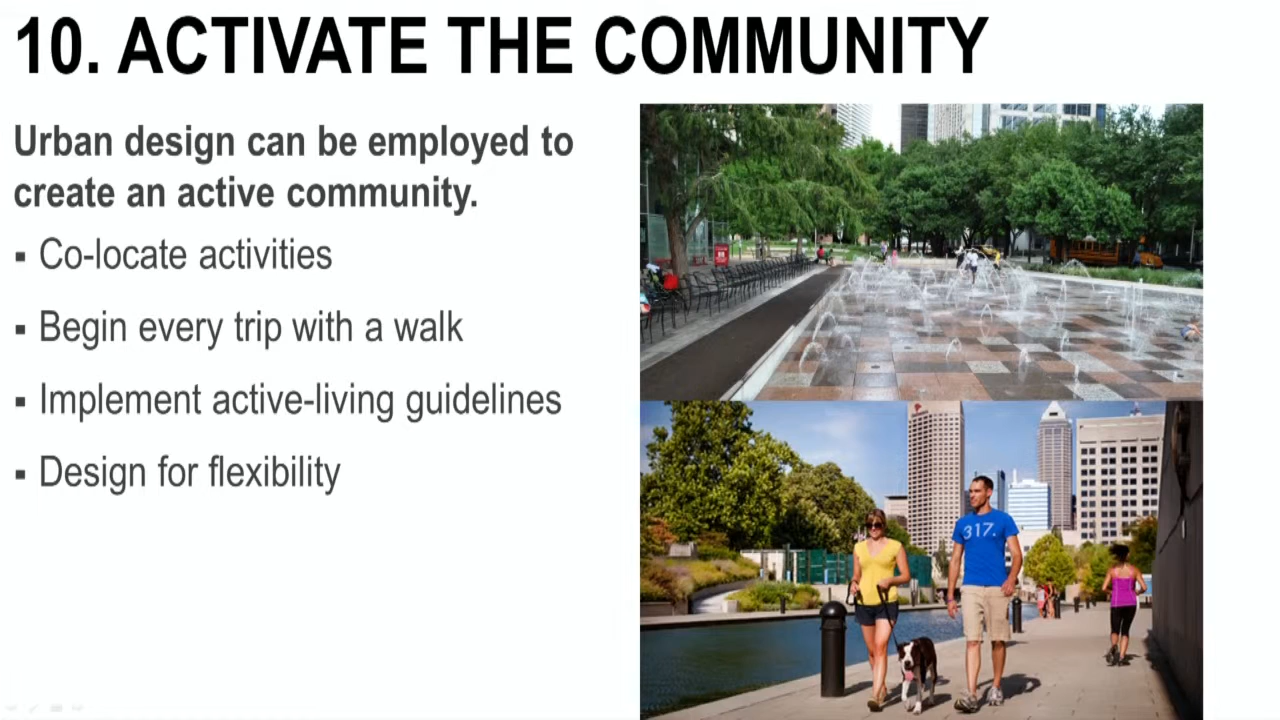 10. ACTIVATE THE COMMUNITY
Urban design can be employed to
create an active community.
▪ Co-locate activities
▪ Begin every trip with a walk
▪ Implement active-living guidelines
▪ Design for flexibility
317.